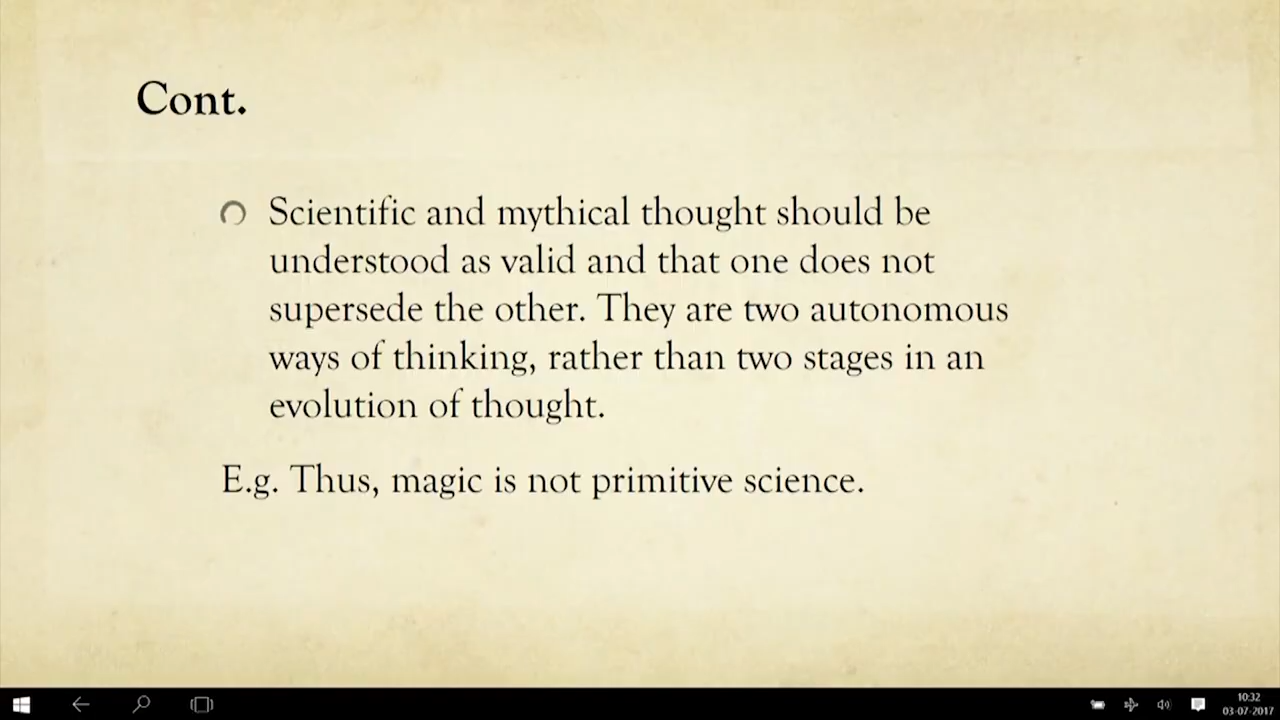 Cont.
Scientific and mythical thought should be
understood as valid and that one does not
supersede the other. They are two autonomous
ways of thinking, rather than two stages in an
evolution of thought.
E.g. Thus, magic is not primitive science.
10:32
03-07-2017